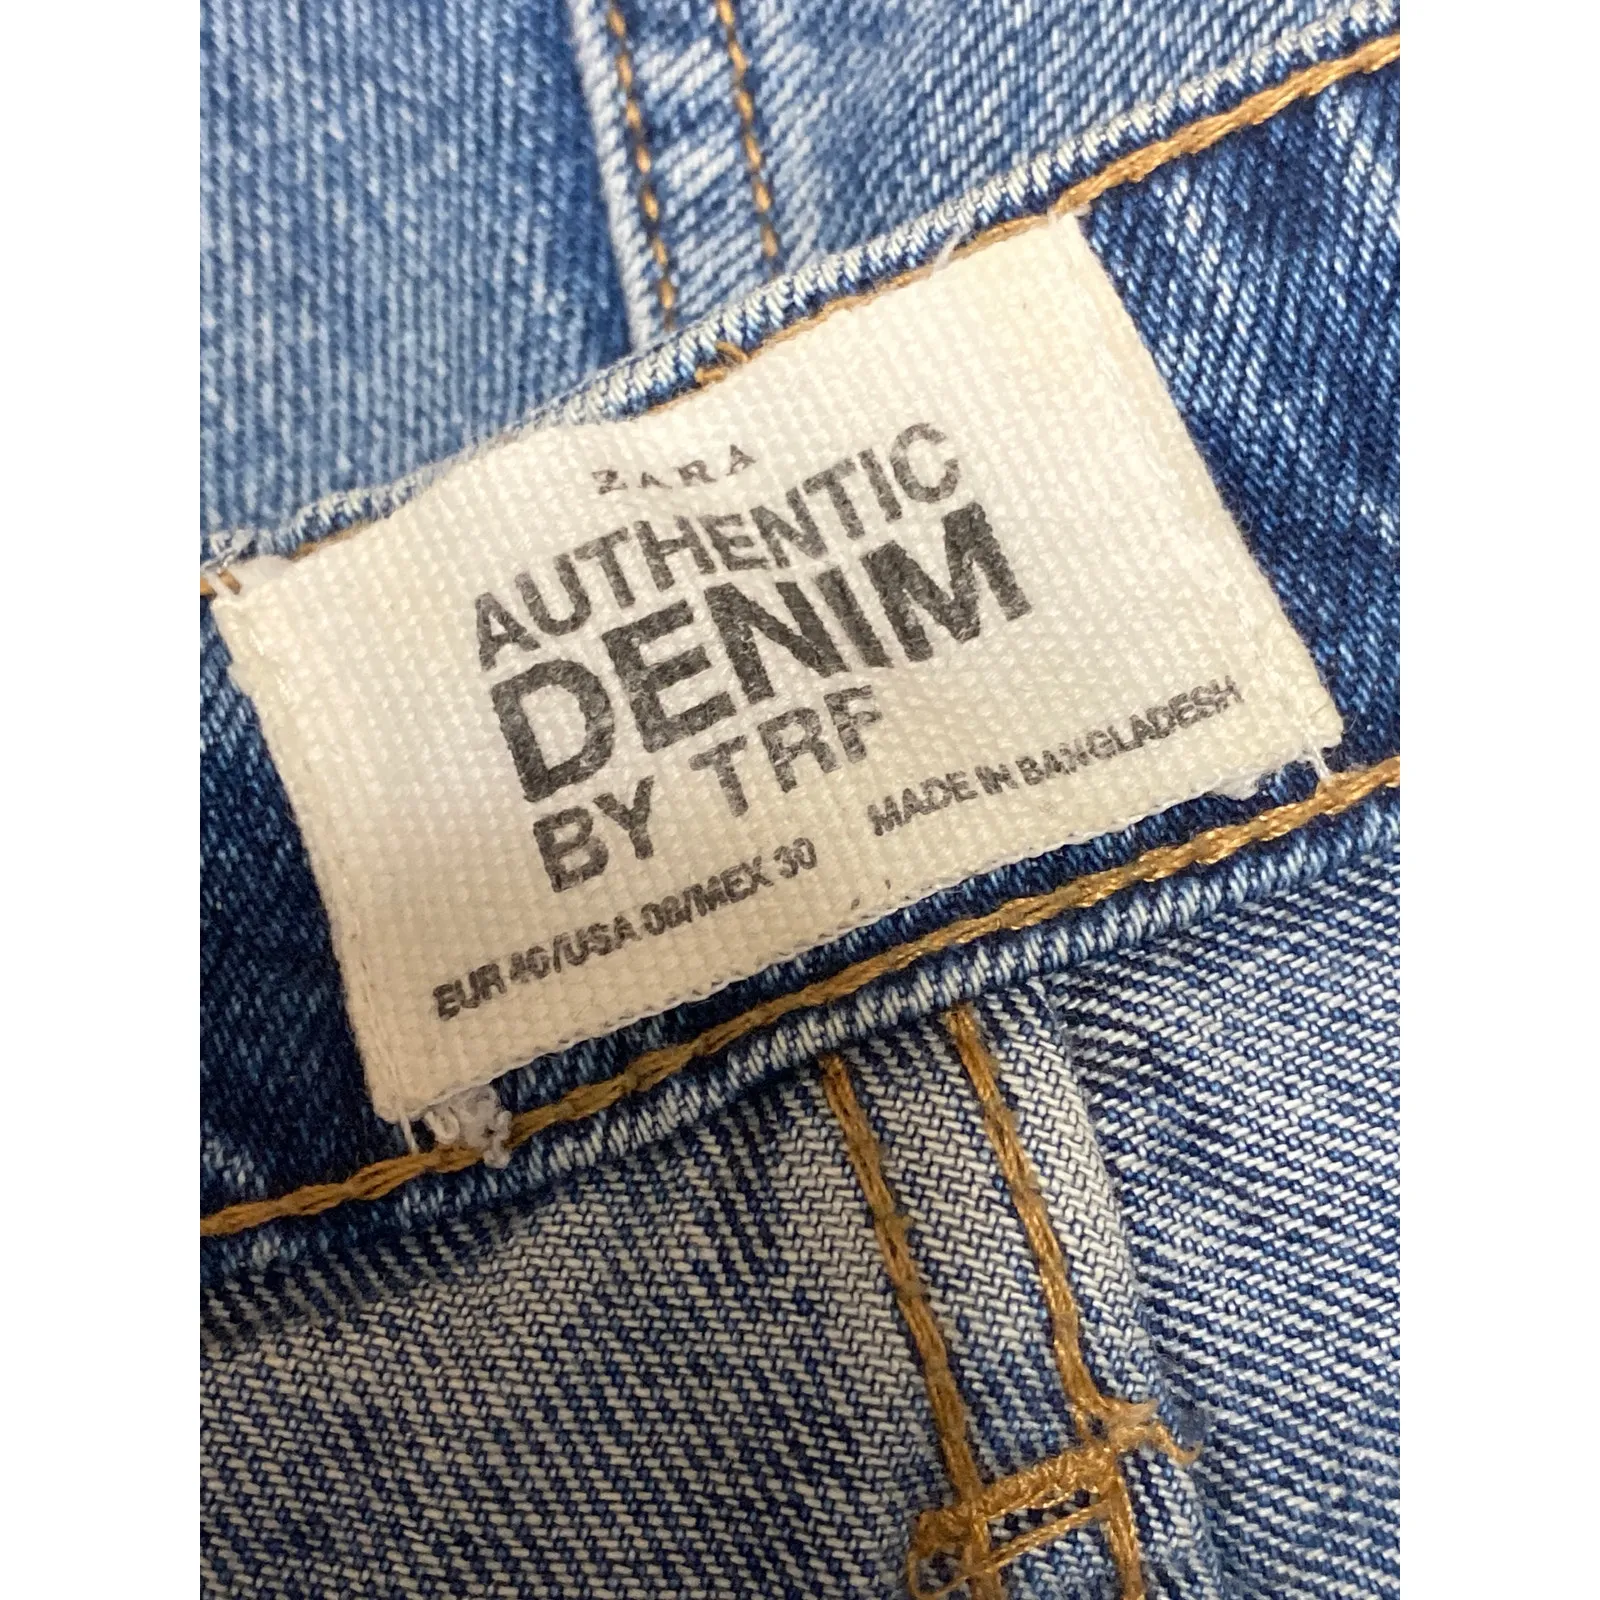 ZARA
AUTHENTIC
DENIM
BY TRF
EUR 40/USA 08/MEX 30 MADE IN BANGLADESH